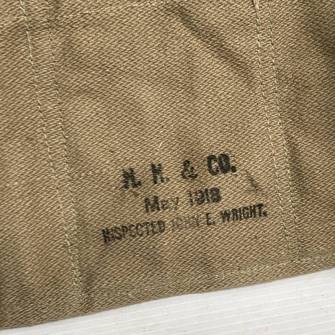 M. H. & CO.
May 1918
INSPECTED JOHN E. WRIGHT.